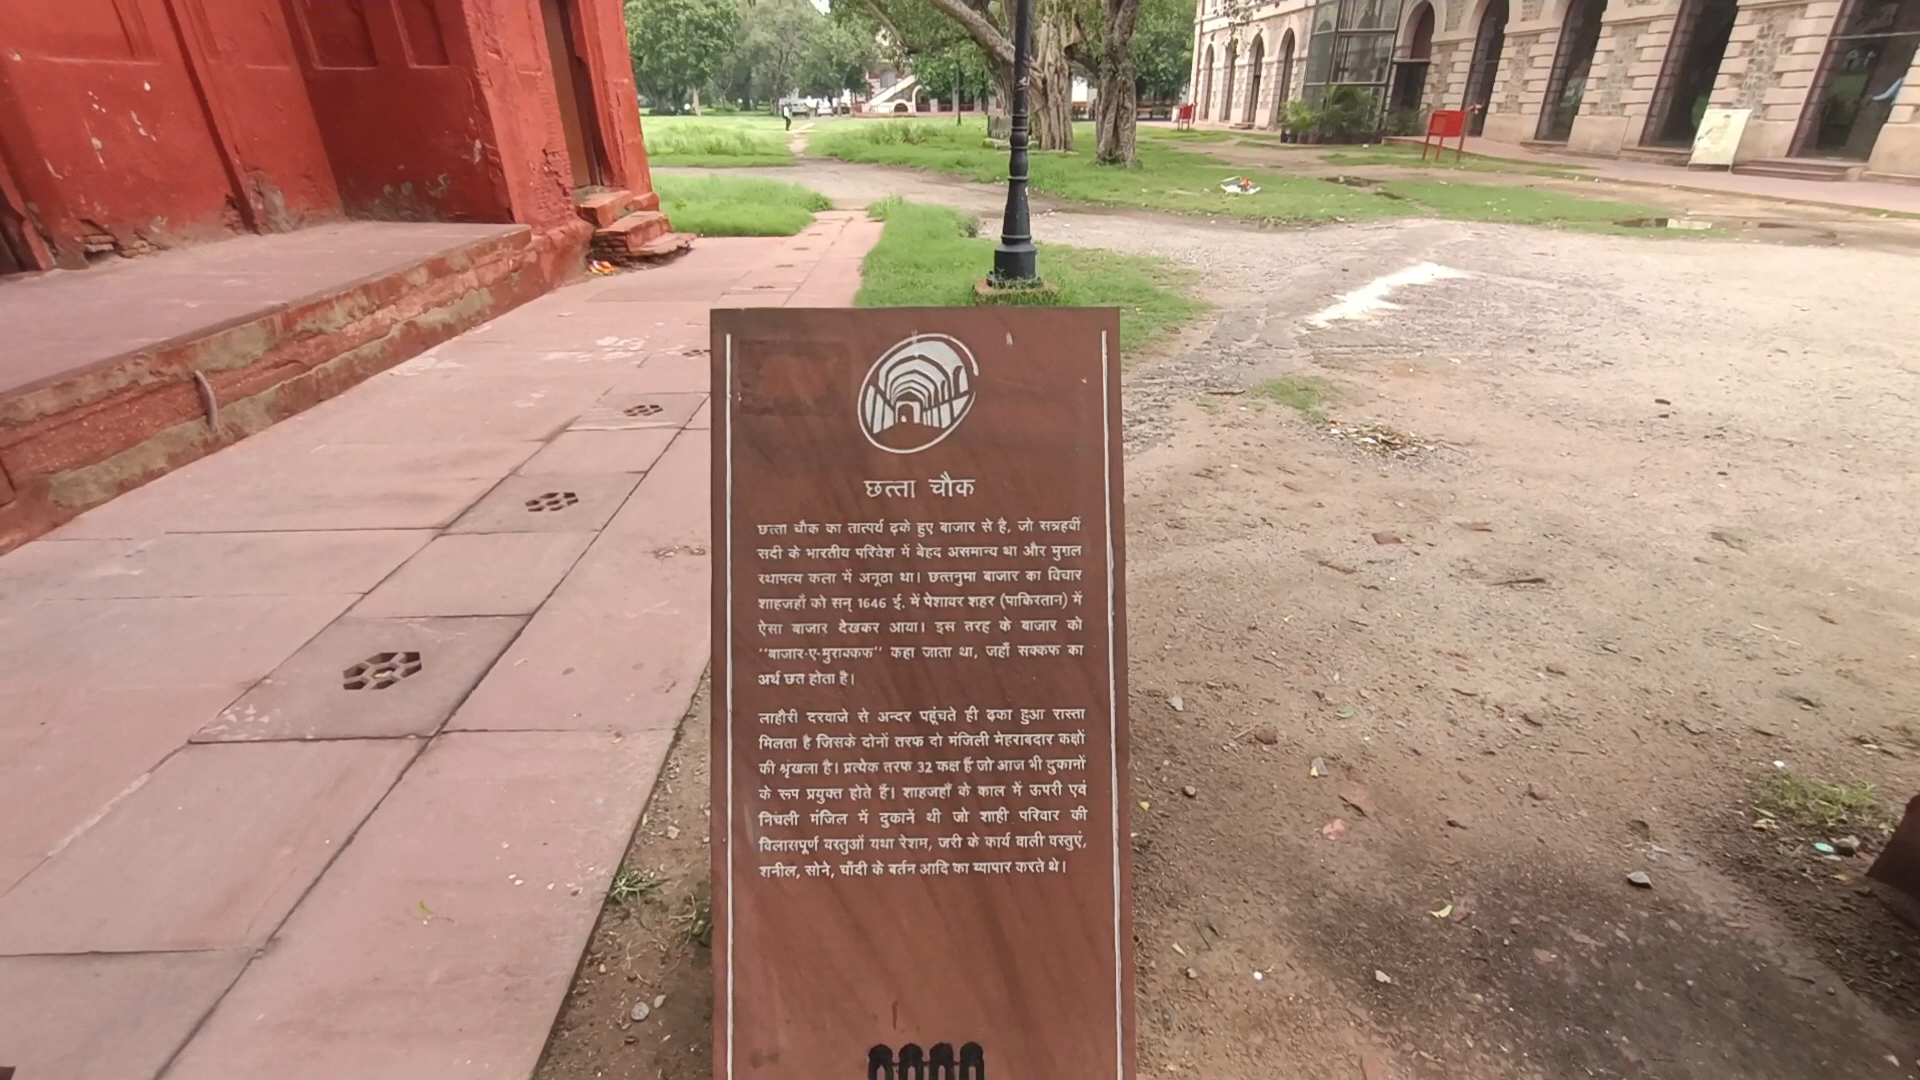 छत्ता चौक
छत्ता चौक का तात्पर्य ढ़के हुए बाजार से है, जो सत्रहवीं
सदी के भारतीय परिवेश में बेहद असमान्य था और मुग़ल
स्थापत्य कला में अनूठा था। छत्तनुमा बाजार का विचार
शाहजहाँ को सन् 1646 ई. में पेशावर शहर (पाकिस्तान) में
ऐसा बाजार देखकर आया। इस तरह के बाजार को
''बाजार-ए-मुसक्कफ'' कहा जाता था, जहाँ सक्कफ का
अर्थ छत होता है।
लाहौरी दरवाजे से अन्दर पहूंचते ही ढ़का हुआ रास्ता
मिलता है जिसके दोनों तरफ दो मंजिली मेहराबदार कक्षों
की श्रृंखला है। प्रत्येक तरफ 32 कक्ष हैं जो आज भी दुकानों
के रूप प्रयुक्त होते हैं। शाहजहाँ के काल में ऊपरी एवं
निचली मंजिल में दुकानें थी जो शाही परिवार की
विलासपूर्ण वस्तुओं यथा रेशम, जरी के कार्य वाली वस्तुएं,
शनील, सोने, चाँदी के बर्तन आदि का व्यापार करते थे।